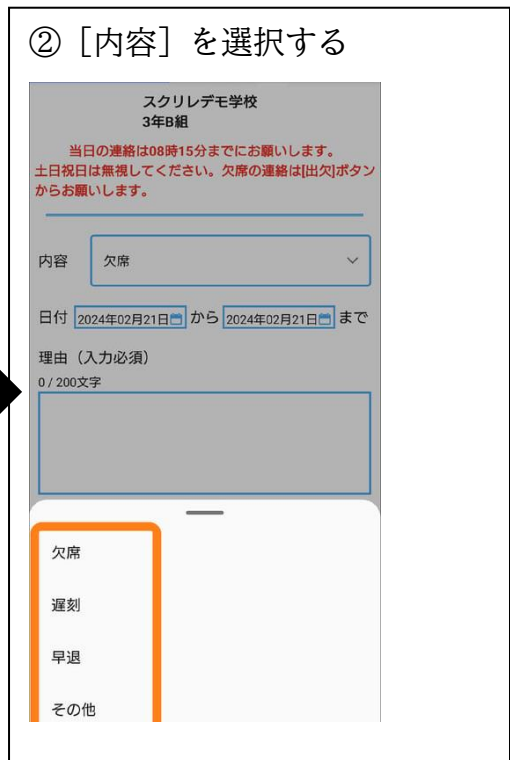 ②［内容］を選択する
スクリレデモ学校
3年B組
当日の連絡は08時15分までにお願いします。
土日祝日は無視してください。欠席の連絡は[出欠]ボタン
からお願いします。
内容 欠席
日付 2024年02月21日 から 2024年02月21日 まで
理由（入力必須）
0 / 200文字
欠席
遅刻
早退
その他